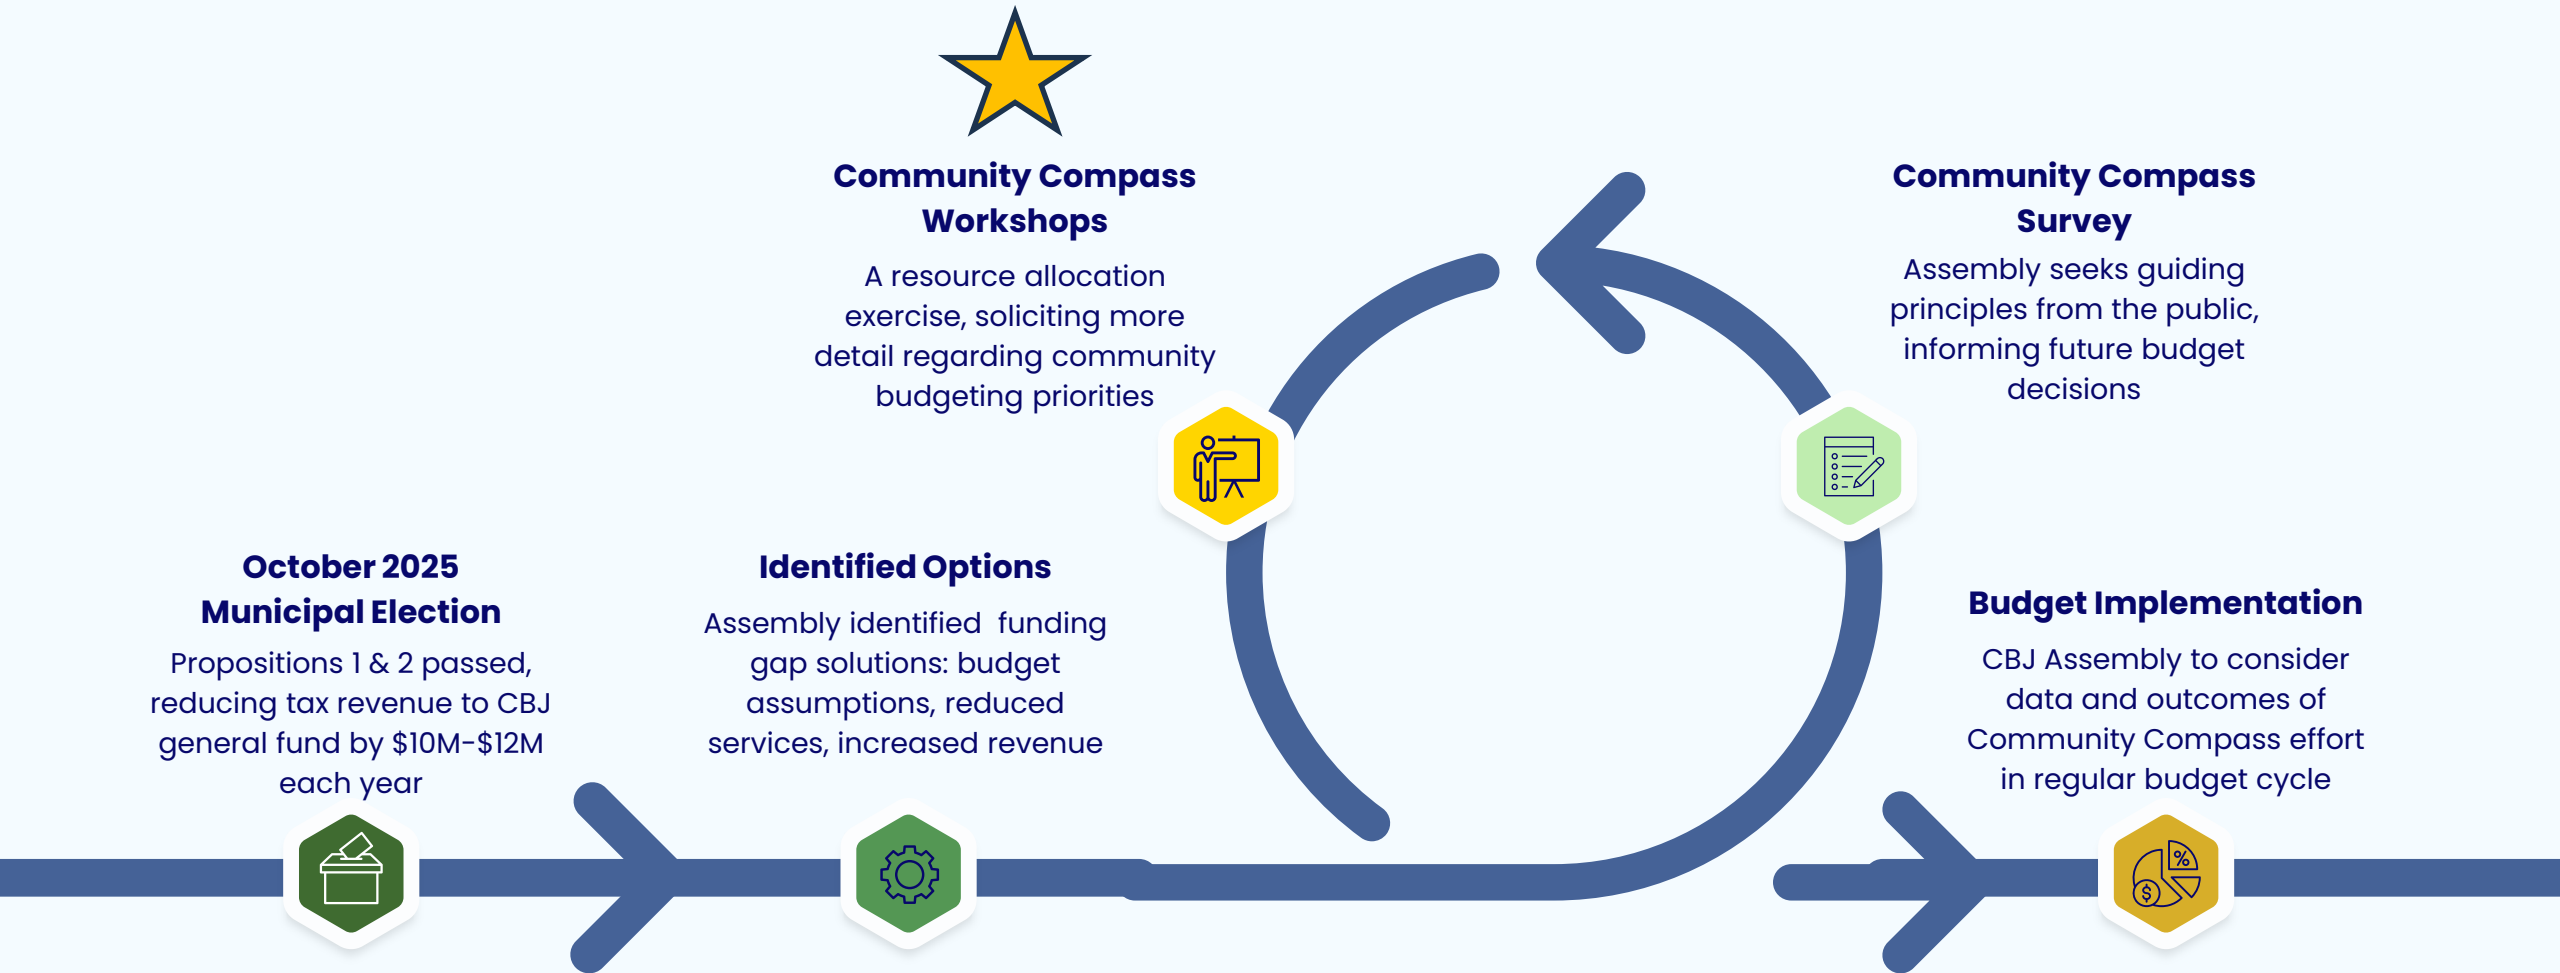 October 2025
Municipal Election
Propositions 1 & 2 passed,
reducing tax revenue to CBJ
general fund by $10M-$12M
each year
Identified Options
Assembly identified  funding
gap solutions: budget
assumptions, reduced
services, increased revenue
Community Compass
Survey
Assembly seeks guiding
principles from the public,
informing future budget
decisions
Community Compass
Workshops
A resource allocation
exercise, soliciting more
detail regarding community
budgeting priorities
Budget Implementation
CBJ Assembly to consider
data and outcomes of
Community Compass effort
in regular budget cycle
%
$